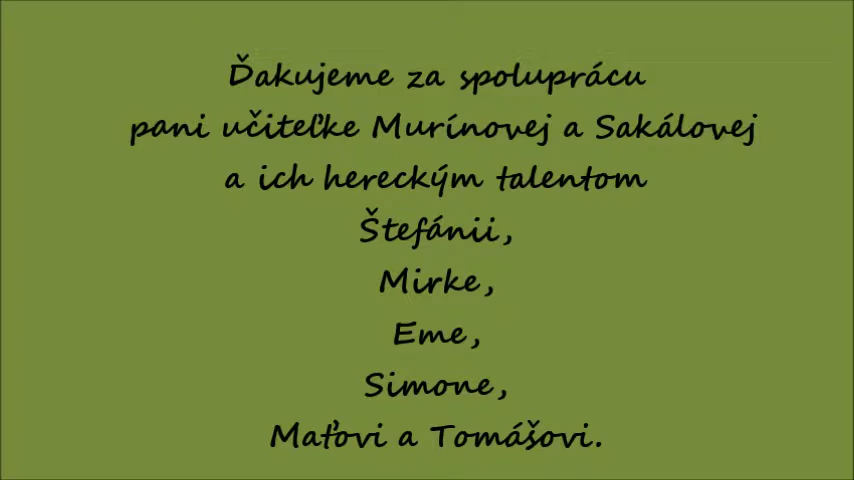 Ďakujeme za spoluprácu
pani učiteľke Murínovej a Sakálovej
a ich hereckým talentom
Štefánii,
Mirke,
Eme,
Simone,
Maťovi a Tomášovi.